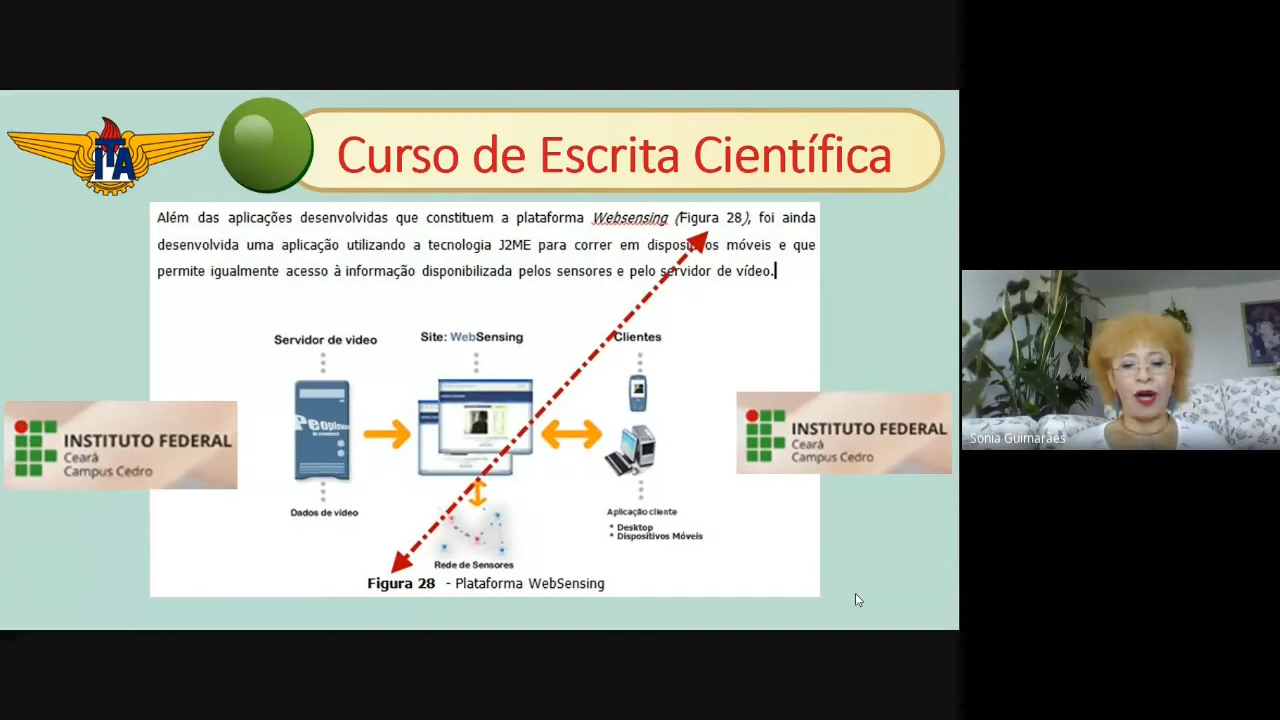 ITA
Curso de Escrita Científica
Além das aplicações desenvolvidas que constituem a plataforma Websensing (Figura 28), foi ainda
desenvolvida uma aplicação utilizando a tecnologia J2ME para correr em dispositivos móveis e que
permite igualmente acesso à informação disponibilizada pelos sensores e pelo servidor de vídeo.
Servidor de video
Site: WebSensing
Clientes
INSTITUTO FEDERAL
Ceará
Campus Cedro
INSTITUTO FEDERAL
Ceará
Campus Cedro
Dados de vídeo
Aplicação cliente
* Desktop
* Dispositivos Móveis
Rede de Sensores
Figura 28 - Plataforma WebSensing
Sonia Guimarães